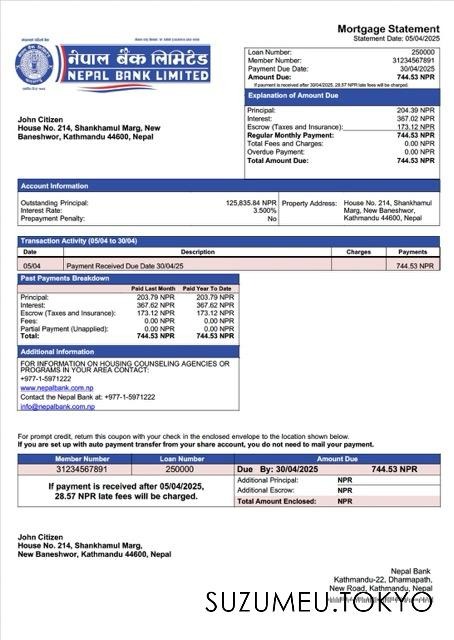 Mortgage Statement
Statement Date: 05/04/2025
नेपाल बैंक लिमिटेड
NEPAL BANK LIMITED
Loan Number: 250000
Member Number: 31234567891
Payment Due Date: 30/04/2025
Amount Due: 744.53 NPR
If payment is received after 30/04/2025, 28.57 NPR late fees will be charged.
Explanation of Amount Due
Principal: 204.39 NPR
Interest: 367.02 NPR
Escrow (Taxes and Insurance): 173.12 NPR
Regular Monthly Payment: 744.53 NPR
Total Fees and Charges: 0.00 NPR
Overdue Payment: 0.00 NPR
Total Amount Due: 744.53 NPR
John Citizen
House No. 214, Shankhamul Marg, New
Baneshwor, Kathmandu 44600, Nepal
Account Information
Outstanding Principal: 125,835.84 NPR
Interest Rate: 3.500%
Prepayment Penalty: No
Property Address: House No. 214, Shankhamul
Marg, New Baneshwor,
Kathmandu 44600, Nepal
Transaction Activity (05/04 to 30/04)
Date Description Charges Payments
05/04 Payment Received Due Date 30/04/25 744.53 NPR
Past Payments Breakdown
Paid Last Month Paid Year To Date
Principal: 203.79 NPR 203.79 NPR
Interest: 367.62 NPR 367.62 NPR
Escrow (Taxes and Insurance): 173.12 NPR 173.12 NPR
Fees: 0.00 NPR 0.00 NPR
Partial Payment (Unapplied): 0.00 NPR 0.00 NPR
Total: 744.53 NPR 744.53 NPR
Additional Information
FOR INFORMATION ON HOUSING COUNSELING AGENCIES OR
PROGRAMS IN YOUR AREA CONTACT:
+977-1-5971222
www.nepalbank.com.np
Contact the Nepal Bank at: +977-1-5971222
info@nepalbank.com.np
For prompt credit, return this coupon with your check in the enclosed envelope to the location shown below.
If you are set up with auto payment transfer from your share account, you do not need to mail your payment.
Member Number Loan Number Amount Due
31234567891 250000 Due By: 30/04/2025 744.53 NPR
If payment is received after 05/04/2025,
28.57 NPR late fees will be charged.
Additional Principal: NPR
Additional Escrow: NPR
Total Amount Enclosed: NPR
John Citizen
House No. 214, Shankhamul Marg,
New Baneshwor, Kathmandu 44600, Nepal
Nepal Bank
Kathmandu-22, Dharmapath,
New Road, Kathmandu, Nepal
SUZUMEU.TOKYO